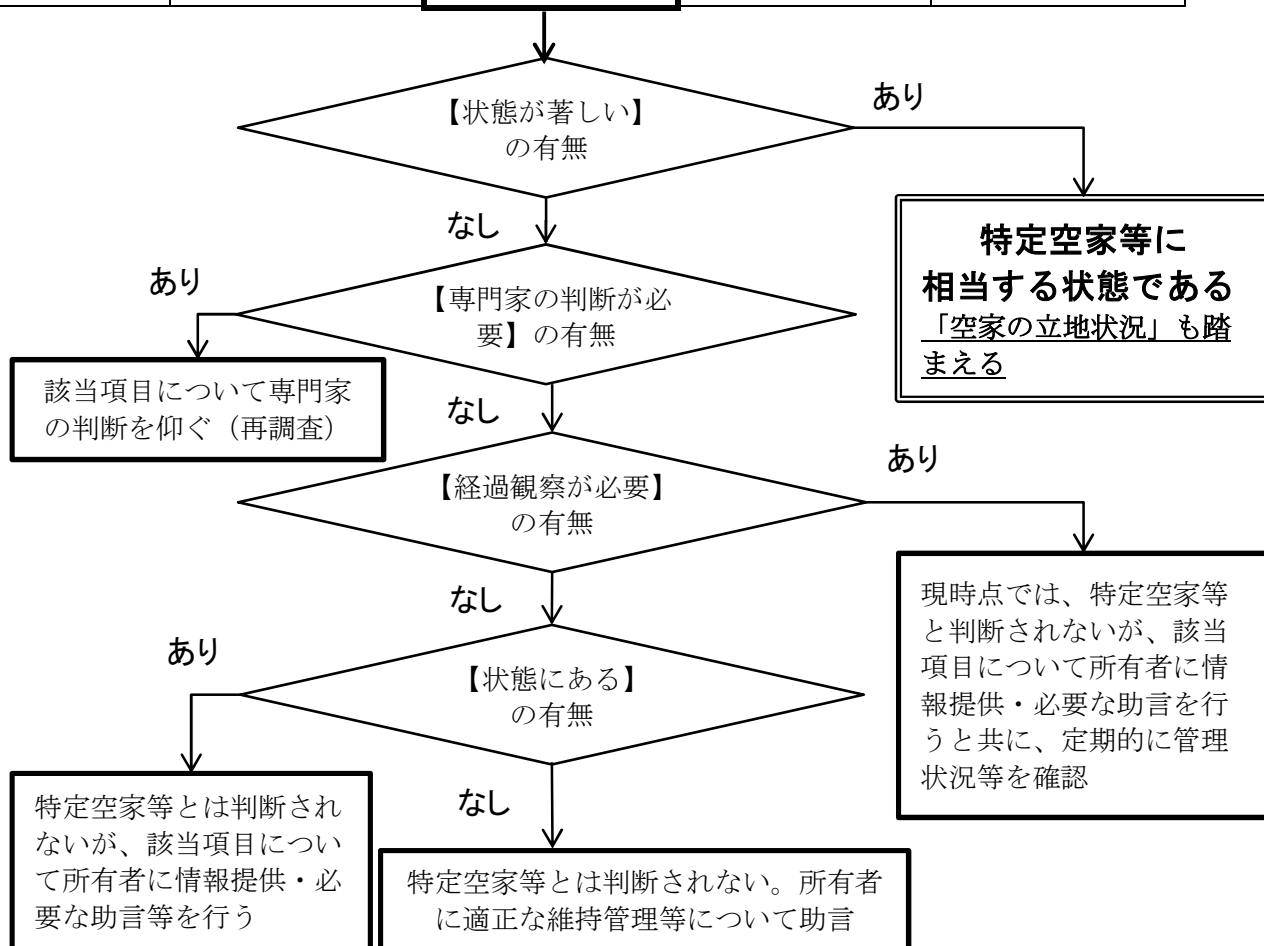 【状態が著しい】
の有無
あり
特定空家等に
相当する状態である
「空家の立地状況」も踏
まえる
なし
【専門家の判断が必
要】の有無
あり
該当項目について専門家
の判断を仰ぐ（再調査）
なし
【経過観察が必要】
の有無
あり
現時点では、特定空家等
と判断されないが、該当
項目について所有者に情
報提供・必要な助言を行
うと共に、定期的に管理
状況等を確認
なし
【状態にある】
の有無
あり
特定空家等とは判断され
ないが、該当項目につい
て所有者に情報提供・必
要な助言等を行う
なし
特定空家等とは判断されない。所有者
に適正な維持管理等について助言